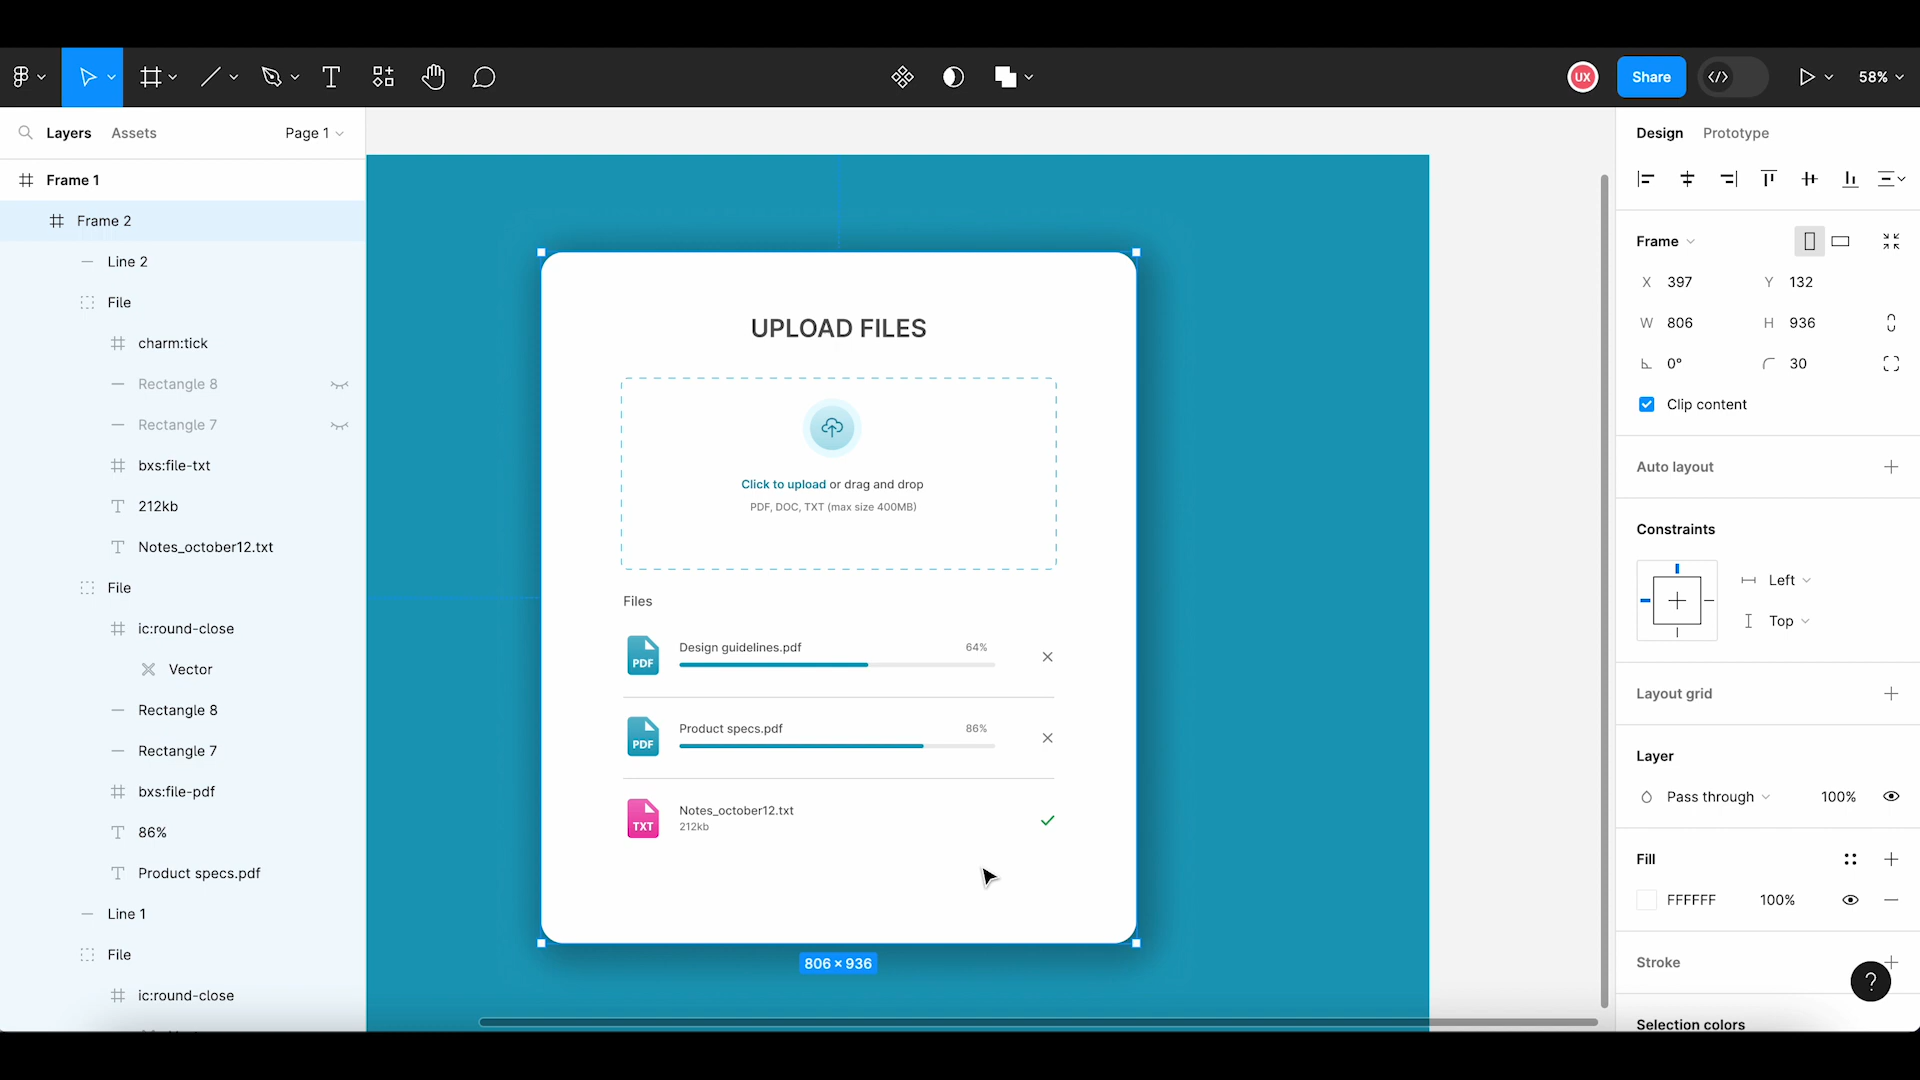 UX
Share
58%
Layers Assets Page 1
Frame 1
Frame 2
Line 2
File
charm:tick
Rectangle 8
Rectangle 7
bxs:file-txt
212kb
Notes_october12.txt
File
ic:round-close
Vector
Rectangle 8
Rectangle 7
bxs:file-pdf
86%
Product specs.pdf
Line 1
File
ic:round-close
UPLOAD FILES
Click to upload or drag and drop
PDF, DOC, TXT (max size 400MB)
Files
PDF
Design guidelines.pdf 64%
PDF
Product specs.pdf 86%
TXT
Notes_october12.txt
212kb
806 × 936
Design Prototype
Frame
X 397 Y 132
W 806 H 936
0° 30
Clip content
Auto layout
Constraints
Left
Top
Layout grid
Layer
Pass through 100%
Fill
FFFFFF 100%
Stroke
?
Selection colors